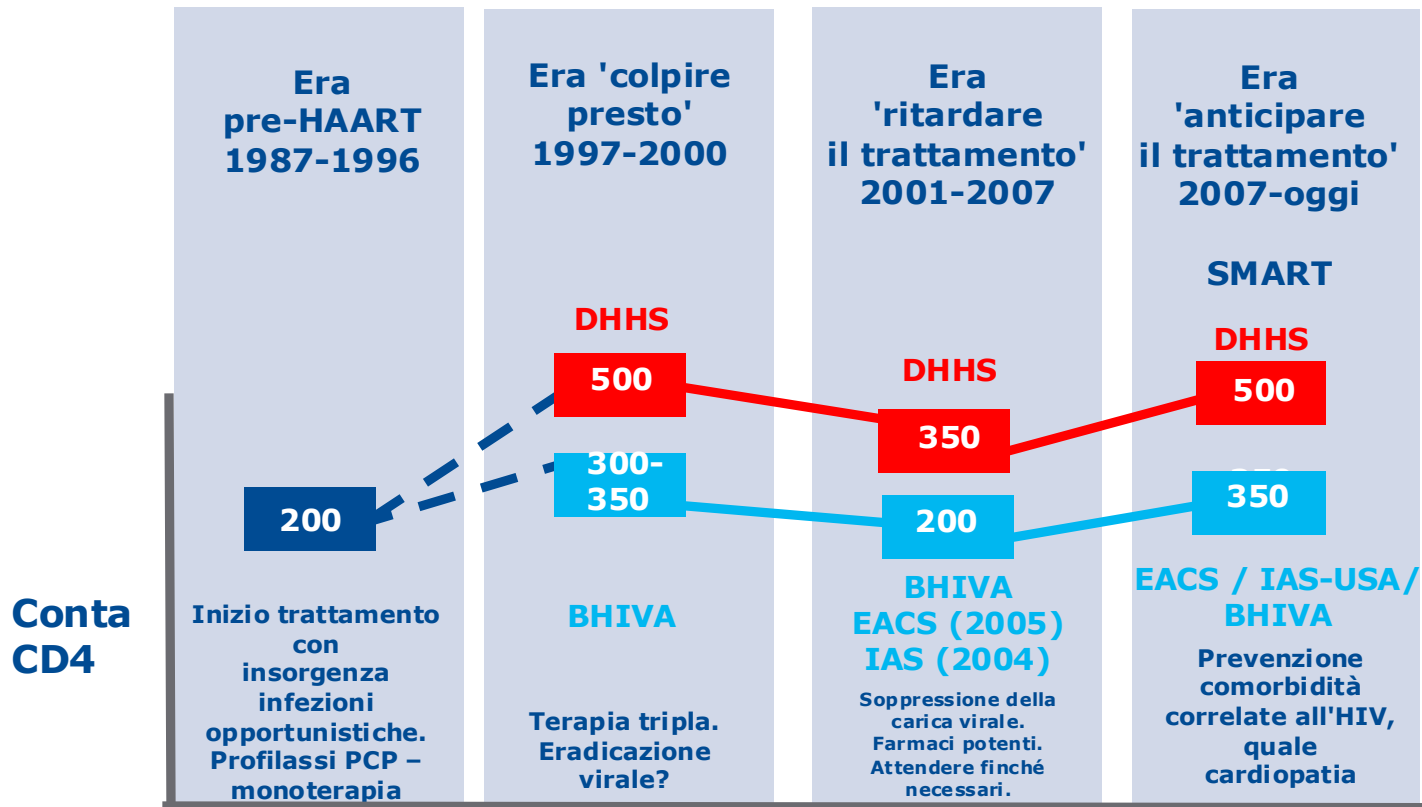 Era
pre-HAART
1987-1996
200
Inizio trattamento
con
insorgenza
infezioni
opportunistiche.
Profilassi PCP –
monoterapia
Era 'colpire
presto'
1997-2000
DHHS
500
300-
350
BHIVA
Terapia tripla.
Eradicazione
virale?
Era
'ritardare
il trattamento'
2001-2007
DHHS
350
200
BHIVA
EACS (2005)
IAS (2004)
Soppressione della
carica virale.
Farmaci potenti.
Attendere finché
necessari.
Era
'anticipare
il trattamento'
2007-oggi
SMART
DHHS
500
350
EACS / IAS-USA/
BHIVA
Prevenzione
comorbidità
correlate all'HIV,
quale
cardiopatia
Conta
CD4